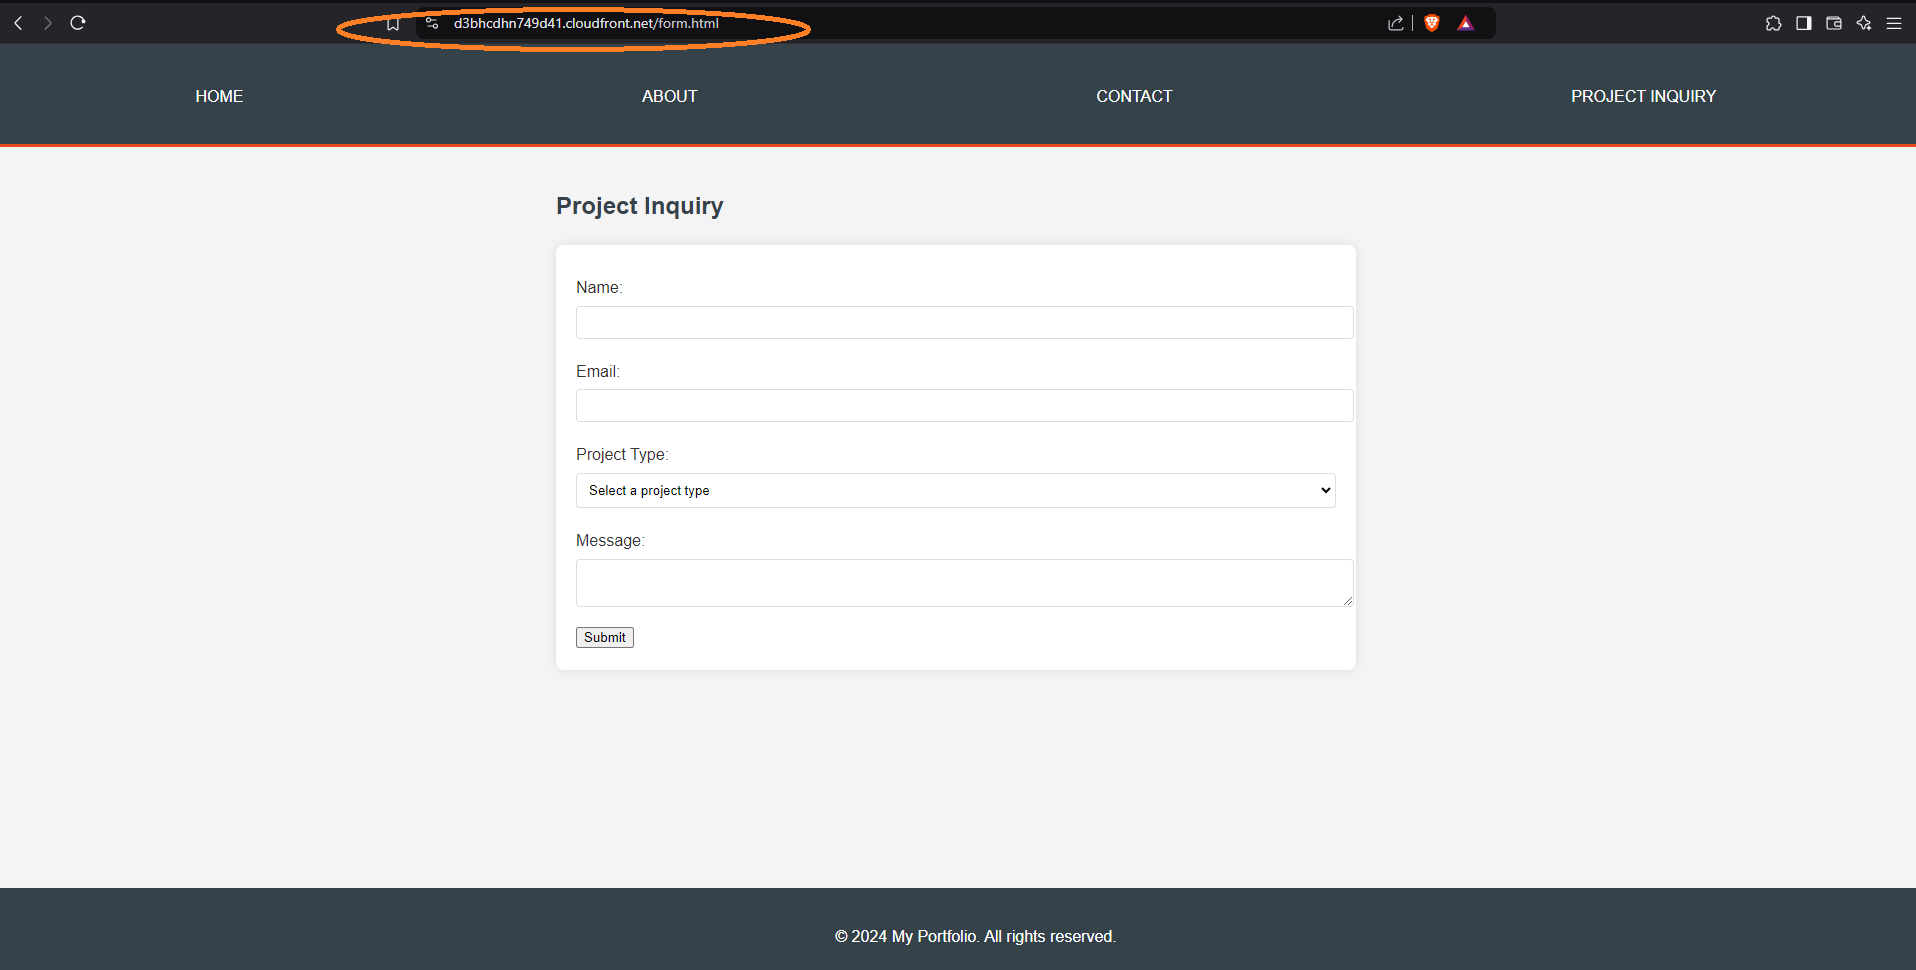 d3bhcdhn749d41.cloudfront.net/form.html
HOME ABOUT CONTACT PROJECT INQUIRY
Project Inquiry
Name:
Email:
Project Type:
Select a project type
Message:
Submit
© 2024 My Portfolio. All rights reserved.